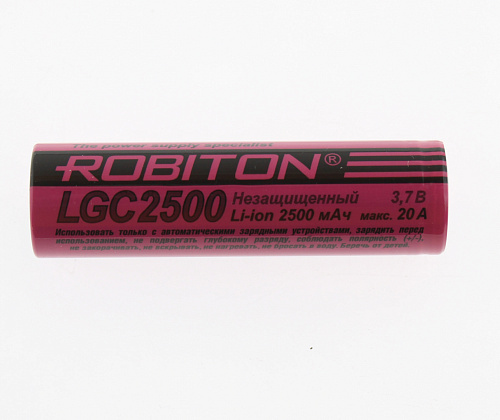 The power supply specialist
ROBITON®
LGC2500 Незащищенный 3,7 В
Li-ion 2500 мАч макс. 20 А
Использовать только с автоматическими зарядными устройствами, зарядить перед
использованием, не подвергать глубокому разряду, соблюдать полярность (+/-),
не закорачивать, не вскрывать, не нагревать, не бросать в воду. Беречь от детей.